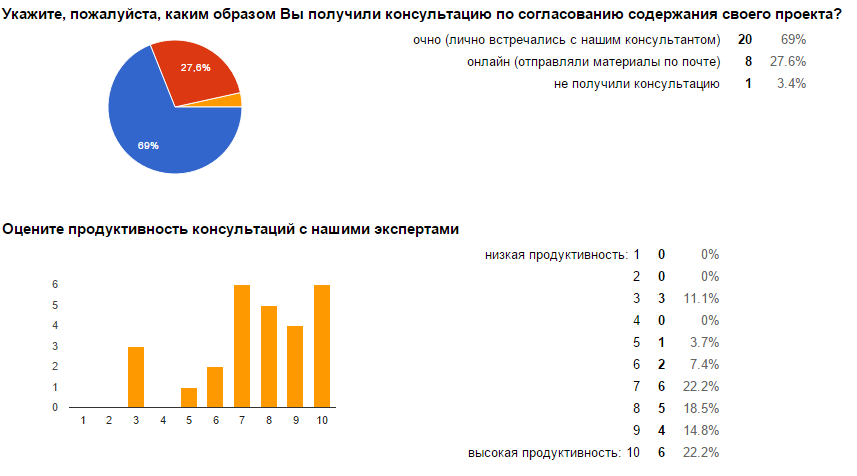 Укажите, пожалуйста, каким образом Вы получили консультацию по согласованию содержания своего проекта?
очно (лично встречались с нашим консультантом) 20 69%
онлайн (отправляли материалы по почте) 8 27.6%
не получили консультацию 1 3.4%
27,6%
69%
Оцените продуктивность консультаций с нашими экспертами
низкая продуктивность: 1 0 0%
2 0 0%
3 3 11.1%
4 0 0%
5 1 3.7%
6 2 7.4%
7 6 22.2%
8 5 18.5%
9 4 14.8%
высокая продуктивность: 10 6 22.2%
6
5
4
3
2
1
0
1 2 3 4 5 6 7 8 9 10